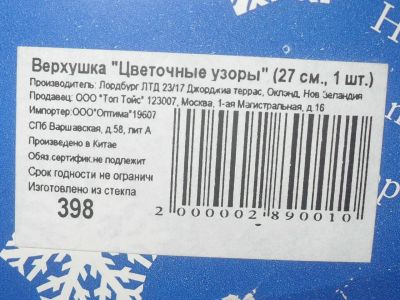 Верхушка "Цветочные узоры" (27 см., 1 шт.)
Производитель: Лордбург ЛТД 23/17 Джорджиа террас, Окленд, Нов Зеландия
Продавец: ООО "Топ Тойс" 123007, Москва, 1-ая Магистральная, д.16
Импортер:ООО"Оптима"19607
СПб Варшавская, д.58, лит А
Произведено в Китае
Обяз.сертифик.не подлежит
Срок годности не ограничи
Изготовлено из стекла
398
2 000002 890010